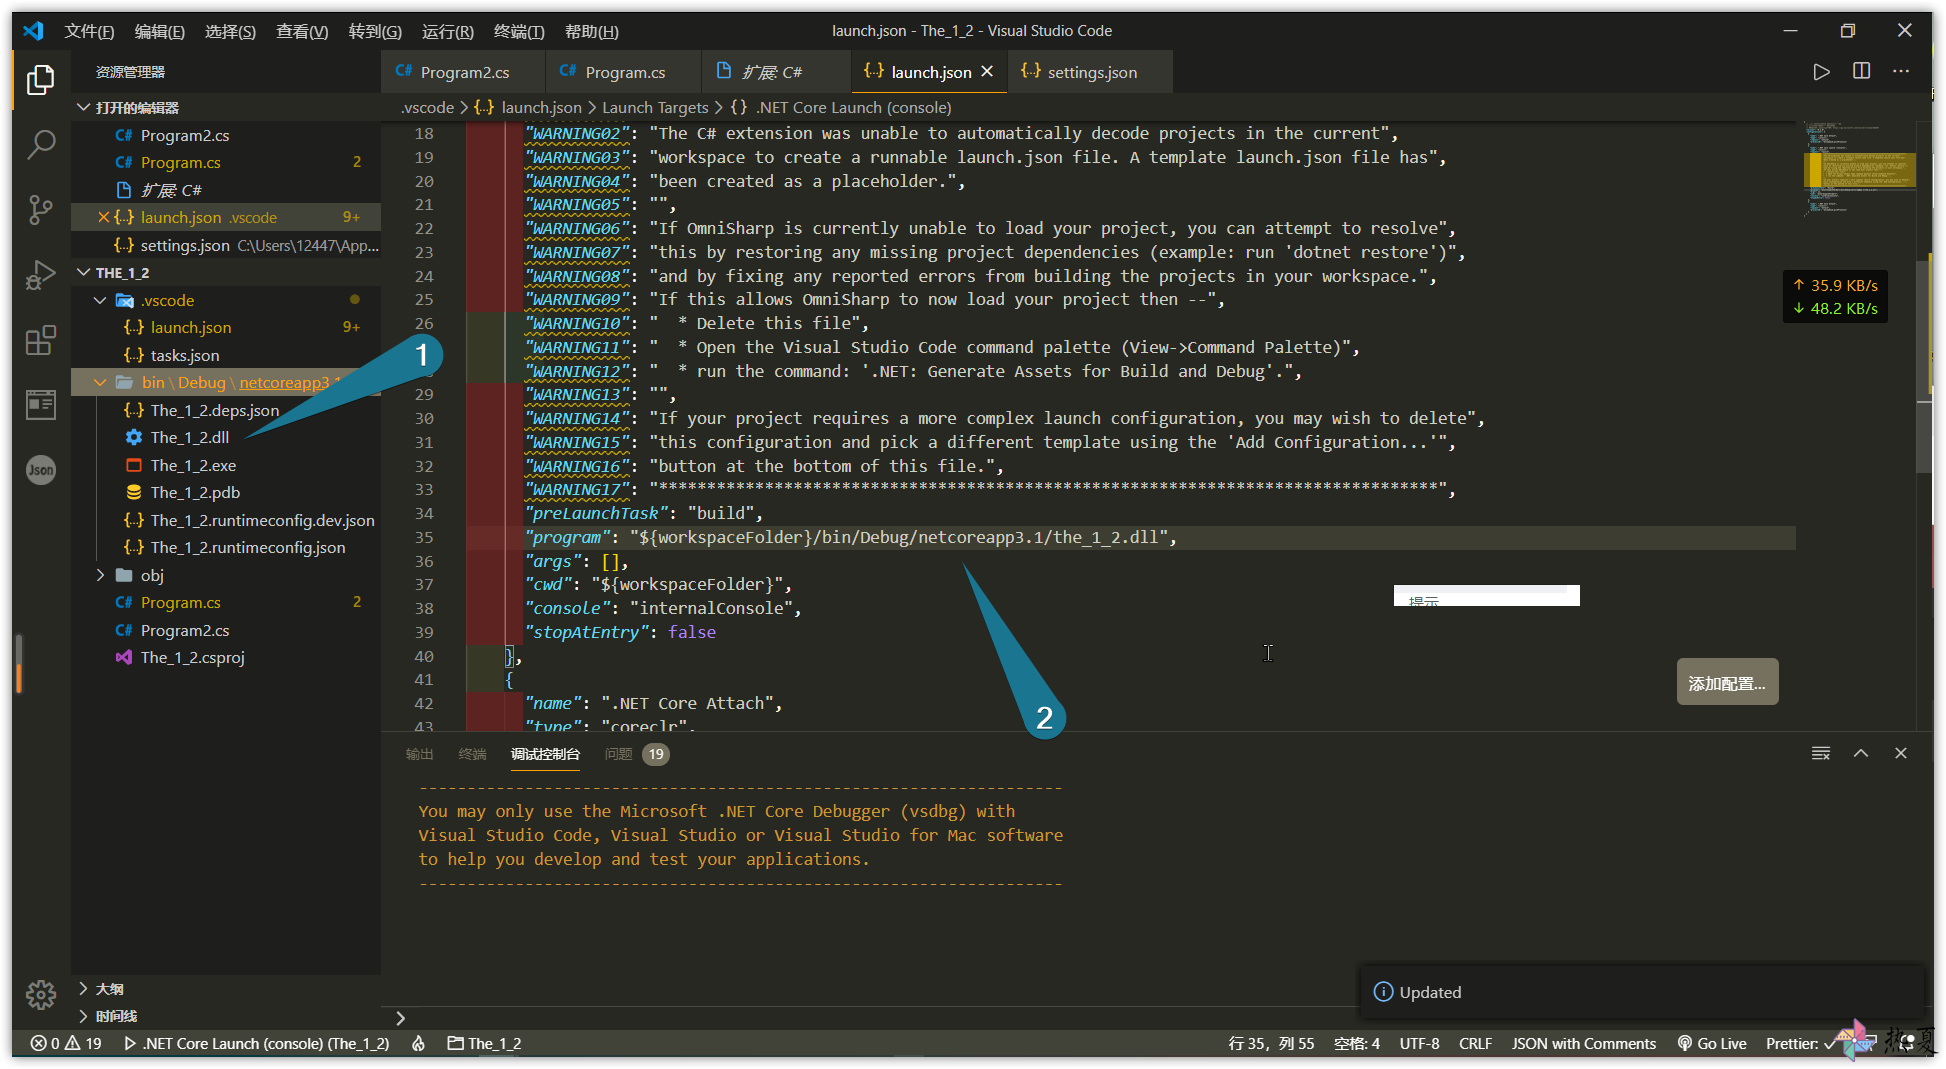 文件(F) 编辑(E) 选择(S) 查看(V) 转到(G) 运行(R) 终端(T) 帮助(H)
launch.json - The_1_2 - Visual Studio Code
资源管理器
打开的编辑器
C# Program2.cs
C# Program.cs 2
扩展: C#
{..} launch.json .vscode 9+
{..} settings.json C:\Users\12447\App...
THE_1_2
.vscode
{..} launch.json 9+
{..} tasks.json
bin \ Debug \ netcoreapp3.1
{..} The_1_2.deps.json
The_1_2.dll
The_1_2.exe
The_1_2.pdb
{..} The_1_2.runtimeconfig.dev.json
{..} The_1_2.runtimeconfig.json
obj
C# Program.cs 2
C# Program2.cs
The_1_2.csproj
大纲
时间线
Json
1
C# Program2.cs
C# Program.cs
扩展: C#
{..} launch.json
{..} settings.json
.vscode > {..} launch.json > Launch Targets > {} .NET Core Launch (console)
18 "WARNING02": "The C# extension was unable to automatically decode projects in the current",
19 "WARNING03": "workspace to create a runnable launch.json file. A template launch.json file has",
20 "WARNING04": "been created as a placeholder.",
21 "WARNING05": "",
22 "WARNING06": "If OmniSharp is currently unable to load your project, you can attempt to resolve",
23 "WARNING07": "this by restoring any missing project dependencies (example: run 'dotnet restore')",
24 "WARNING08": "and by fixing any reported errors from building the projects in your workspace.",
25 "WARNING09": "If this allows OmniSharp to now load your project then --",
26 "WARNING10": "  * Delete this file",
"WARNING11": "  * Open the Visual Studio Code command palette (View->Command Palette)",
"WARNING12": "  * run the command: '.NET: Generate Assets for Build and Debug'.",
29 "WARNING13": "",
30 "WARNING14": "If your project requires a more complex launch configuration, you may wish to delete",
31 "WARNING15": "this configuration and pick a different template using the 'Add Configuration...'",
32 "WARNING16": "button at the bottom of this file.",
33 "WARNING17": "*********************************************************************************",
34 "preLaunchTask": "build",
35 "program": "${workspaceFolder}/bin/Debug/netcoreapp3.1/the_1_2.dll",
36 "args": [],
37 "cwd": "${workspaceFolder}",
38 "console": "internalConsole",
39 "stopAtEntry": false
40 },
41 {
42 "name": ".NET Core Attach",
43 "type": "coreclr",
↑ 35.9 KB/s
↓ 48.2 KB/s
提示
添加配置...
2
输出 终端 调试控制台 问题 19
-------------------------------------------------------------------
You may only use the Microsoft .NET Core Debugger (vsdbg) with
Visual Studio Code, Visual Studio or Visual Studio for Mac software
to help you develop and test your applications.
-------------------------------------------------------------------
Updated
0 19 .NET Core Launch (console) (The_1_2) The_1_2
行 35，列 55 空格: 4 UTF-8 CRLF JSON with Comments Go Live Prettier: ✓
热夏